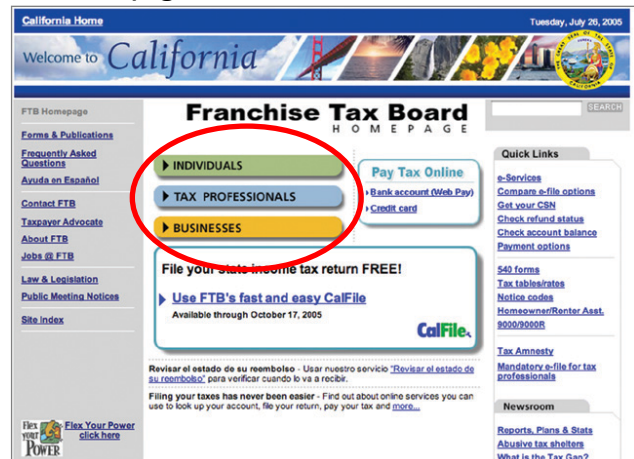 California Home
Tuesday, July 26, 2005
Welcome to California
FTB Homepage
Forms & Publications
Frequently Asked
Questions
Ayuda en Español
Contact FTB
Taxpayer Advocate
About FTB
Jobs @ FTB
Law & Legislation
Public Meeting Notices
Site Index
Flex
your
POWER
Flex Your Power
click here
Franchise Tax Board
HOMEPAGE
INDIVIDUALS
TAX PROFESSIONALS
BUSINESSES
Pay Tax Online
Bank account (Web Pay)
Credit card
File your state income tax return FREE!
Use FTB's fast and easy CalFile
Available through October 17, 2005
CalFile
Revisar el estado de su reembolso - Usar nuestro servicio "Revisar el estado de
su reembolso" para verificar cuando lo va a recibir.
Filing your taxes has never been easier - Find out about online services you can
use to look up your account, file your return, pay your tax and more...
SEARCH
Quick Links
e-Services
Compare e-file options
Get your CSN
Check refund status
Check account balance
Payment options
540 forms
Tax tables/rates
Notice codes
Homeowner/Renter Asst.
9000/9000R
Tax Amnesty
Mandatory e-file for tax
professionals
Newsroom
Reports, Plans & Stats
Abusive tax shelters
What is the Tax Gap?